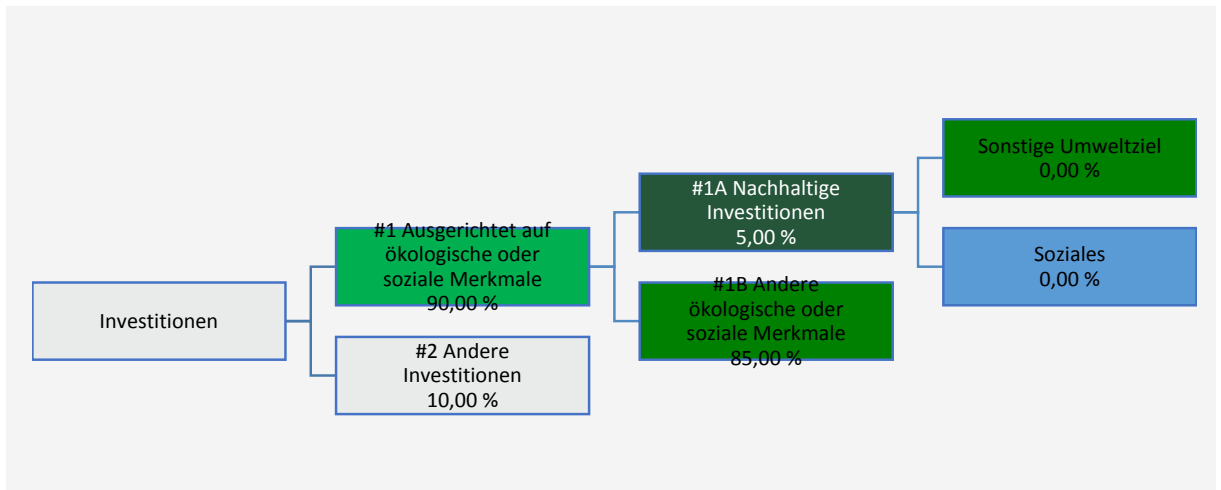 Investitionen
#1 Ausgerichtet auf
ökologische oder
soziale Merkmale
90,00 %
#2 Andere
Investitionen
10,00 %
#1A Nachhaltige
Investitionen
5,00 %
#1B Andere
ökologische oder
soziale Merkmale
85,00 %
Sonstige Umweltziel
0,00 %
Soziales
0,00 %